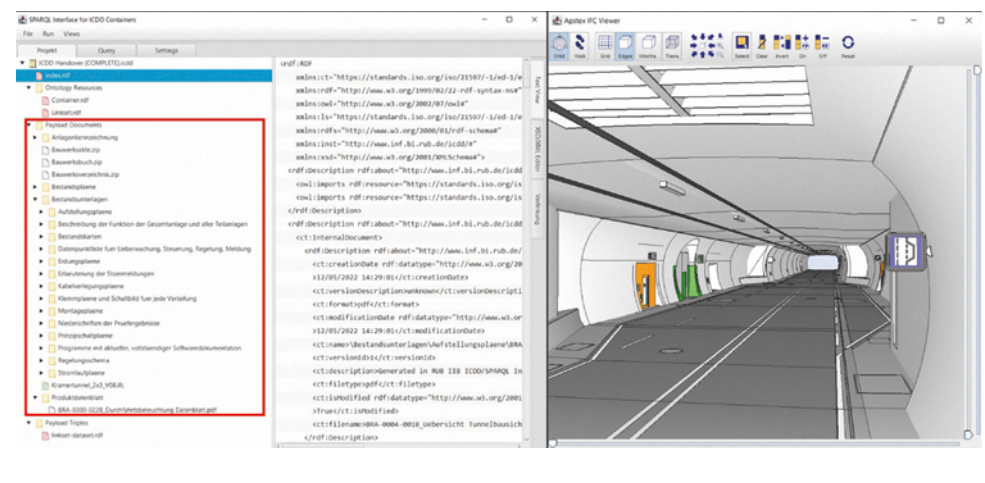 SPARQL Interface for ICDD Containers
File Run Views
Projekt Query Settings
ICDD Handover (COMPLETE).icdd
index.rdf
Ontology Resources
Container.rdf
Linkset.rdf
Payload Documents
Anlagenkennzeichnung
Bauwerksakte.zip
Bauwerksbuch.zip
Bauwerksverzeichnis.zip
Bestandsplaene
Bestandsunterlagen
Aufstellungsplaene
Beschreibung der Funktion der Gesamtanlage und aller Teilanlagen
Bestandskarten
Datenpunktliste fuer Ueberwachung, Steuerung, Regelung, Meldung
Erdungsplaene
Erlaeuterung der Stoermeldungen
Kabelverlegungsplaene
Klemmplaene und Schaltbild fuer jede Verteilung
Montageplaene
Niederschriften der Pruefergebnisse
Prinzipschaltplaene
Programme mit aktueller, vollstaendiger Softwaredokumentation
Regelungsschema
Stromlaufplaene
Kramertunnel_2x3_V08.ifc
Produktdatenblatt
BRA-0300-022B_Durchfahrtsbeleuchtung Datenblatt.pdf
Payload Triples
linkset-dataset.rdf
<rdf:RDF
xmlns:ct="https://standards.iso.org/iso/21597/-1/ed-1/e
xmlns:rdf="http://www.w3.org/1999/02/22-rdf-syntax-ns#"
xmlns:owl="http://www.w3.org/2002/07/owl#"
xmlns:ls="https://standards.iso.org/iso/21597/-1/ed-1/e
xmlns:rdfs="http://www.w3.org/2000/01/rdf-schema#"
xmlns:inst="http://www.inf.bi.rub.de/icdd/#"
xmlns:xsd="http://www.w3.org/2001/XMLSchema#">
<rdf:Description rdf:about="http://www.inf.bi.rub.de/icdd
<owl:imports rdf:resource="https://standards.iso.org/is
<owl:imports rdf:resource="https://standards.iso.org/is
</rdf:Description>
<rdf:Description rdf:about="http://www.inf.bi.rub.de/icdd
<ct:InternalDocument>
<rdf:Description rdf:about="http://www.inf.bi.rub.de/
<ct:creationDate rdf:datatype="http://www.w3.org/20
>12/05/2022 14:29:01</ct:creationDate>
<ct:versionDescription>unknown</ct:versionDescripti
<ct:format>pdf</ct:format>
<ct:modificationDate rdf:datatype="http://www.w3.or
>12/05/2022 14:29:01</ct:modificationDate>
<ct:name>\Bestandsunterlagen\Aufstellungsplaene\BRA
<ct:versionId>1</ct:versionId>
<ct:description>Generated in RUB IIB ICDD/SPARQL In
<ct:filetype>pdf</ct:filetype>
<ct:isModified rdf:datatype="http://www.w3.org/2001
>True</ct:isModified>
<ct:filename>BRA-0004-001B_Uebersicht Tunnelbausich
</rdf:Description>
Text View
XSD/XML Editor
Verlinkung
Apstex IFC Viewer
Orbit Walk Grid Edges Wirefra.. Trans Select Clear Invert On Off Reset